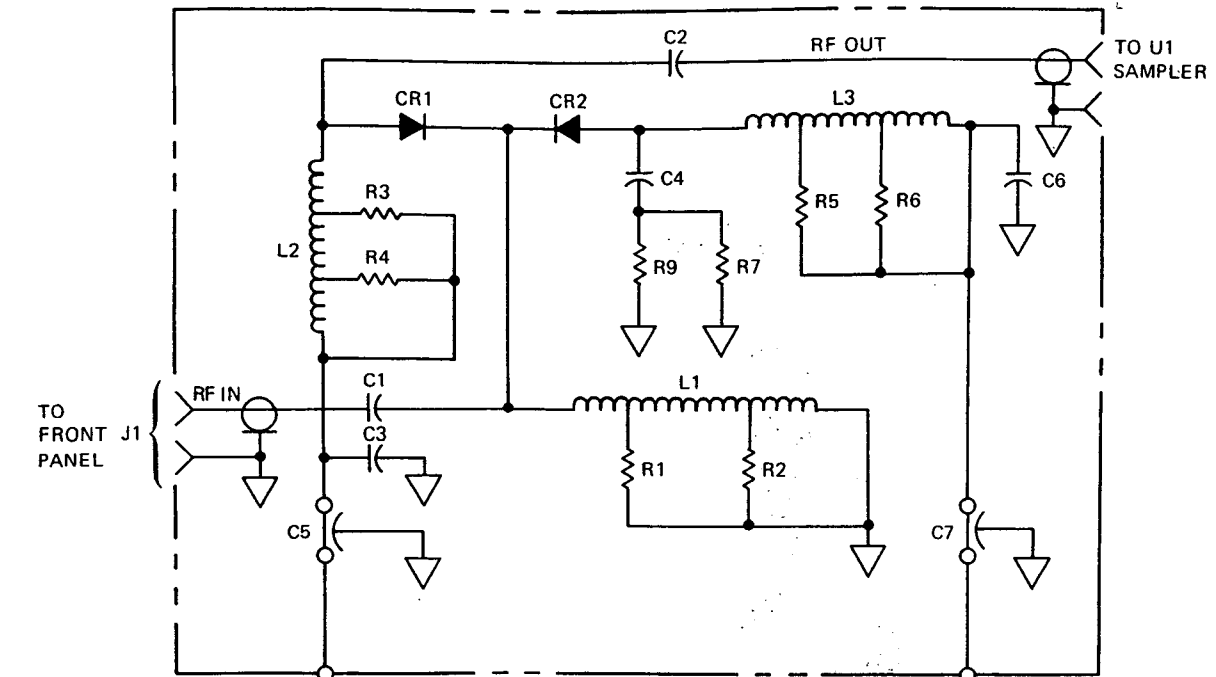 C2
RF OUT
TO U1
SAMPLER
CR1
CR2
L3
C4
C6
R3
R5
R6
L2
R4
R9
R7
RF IN
C1
L1
TO
FRONT J1
PANEL
C3
R1
R2
C5
C7